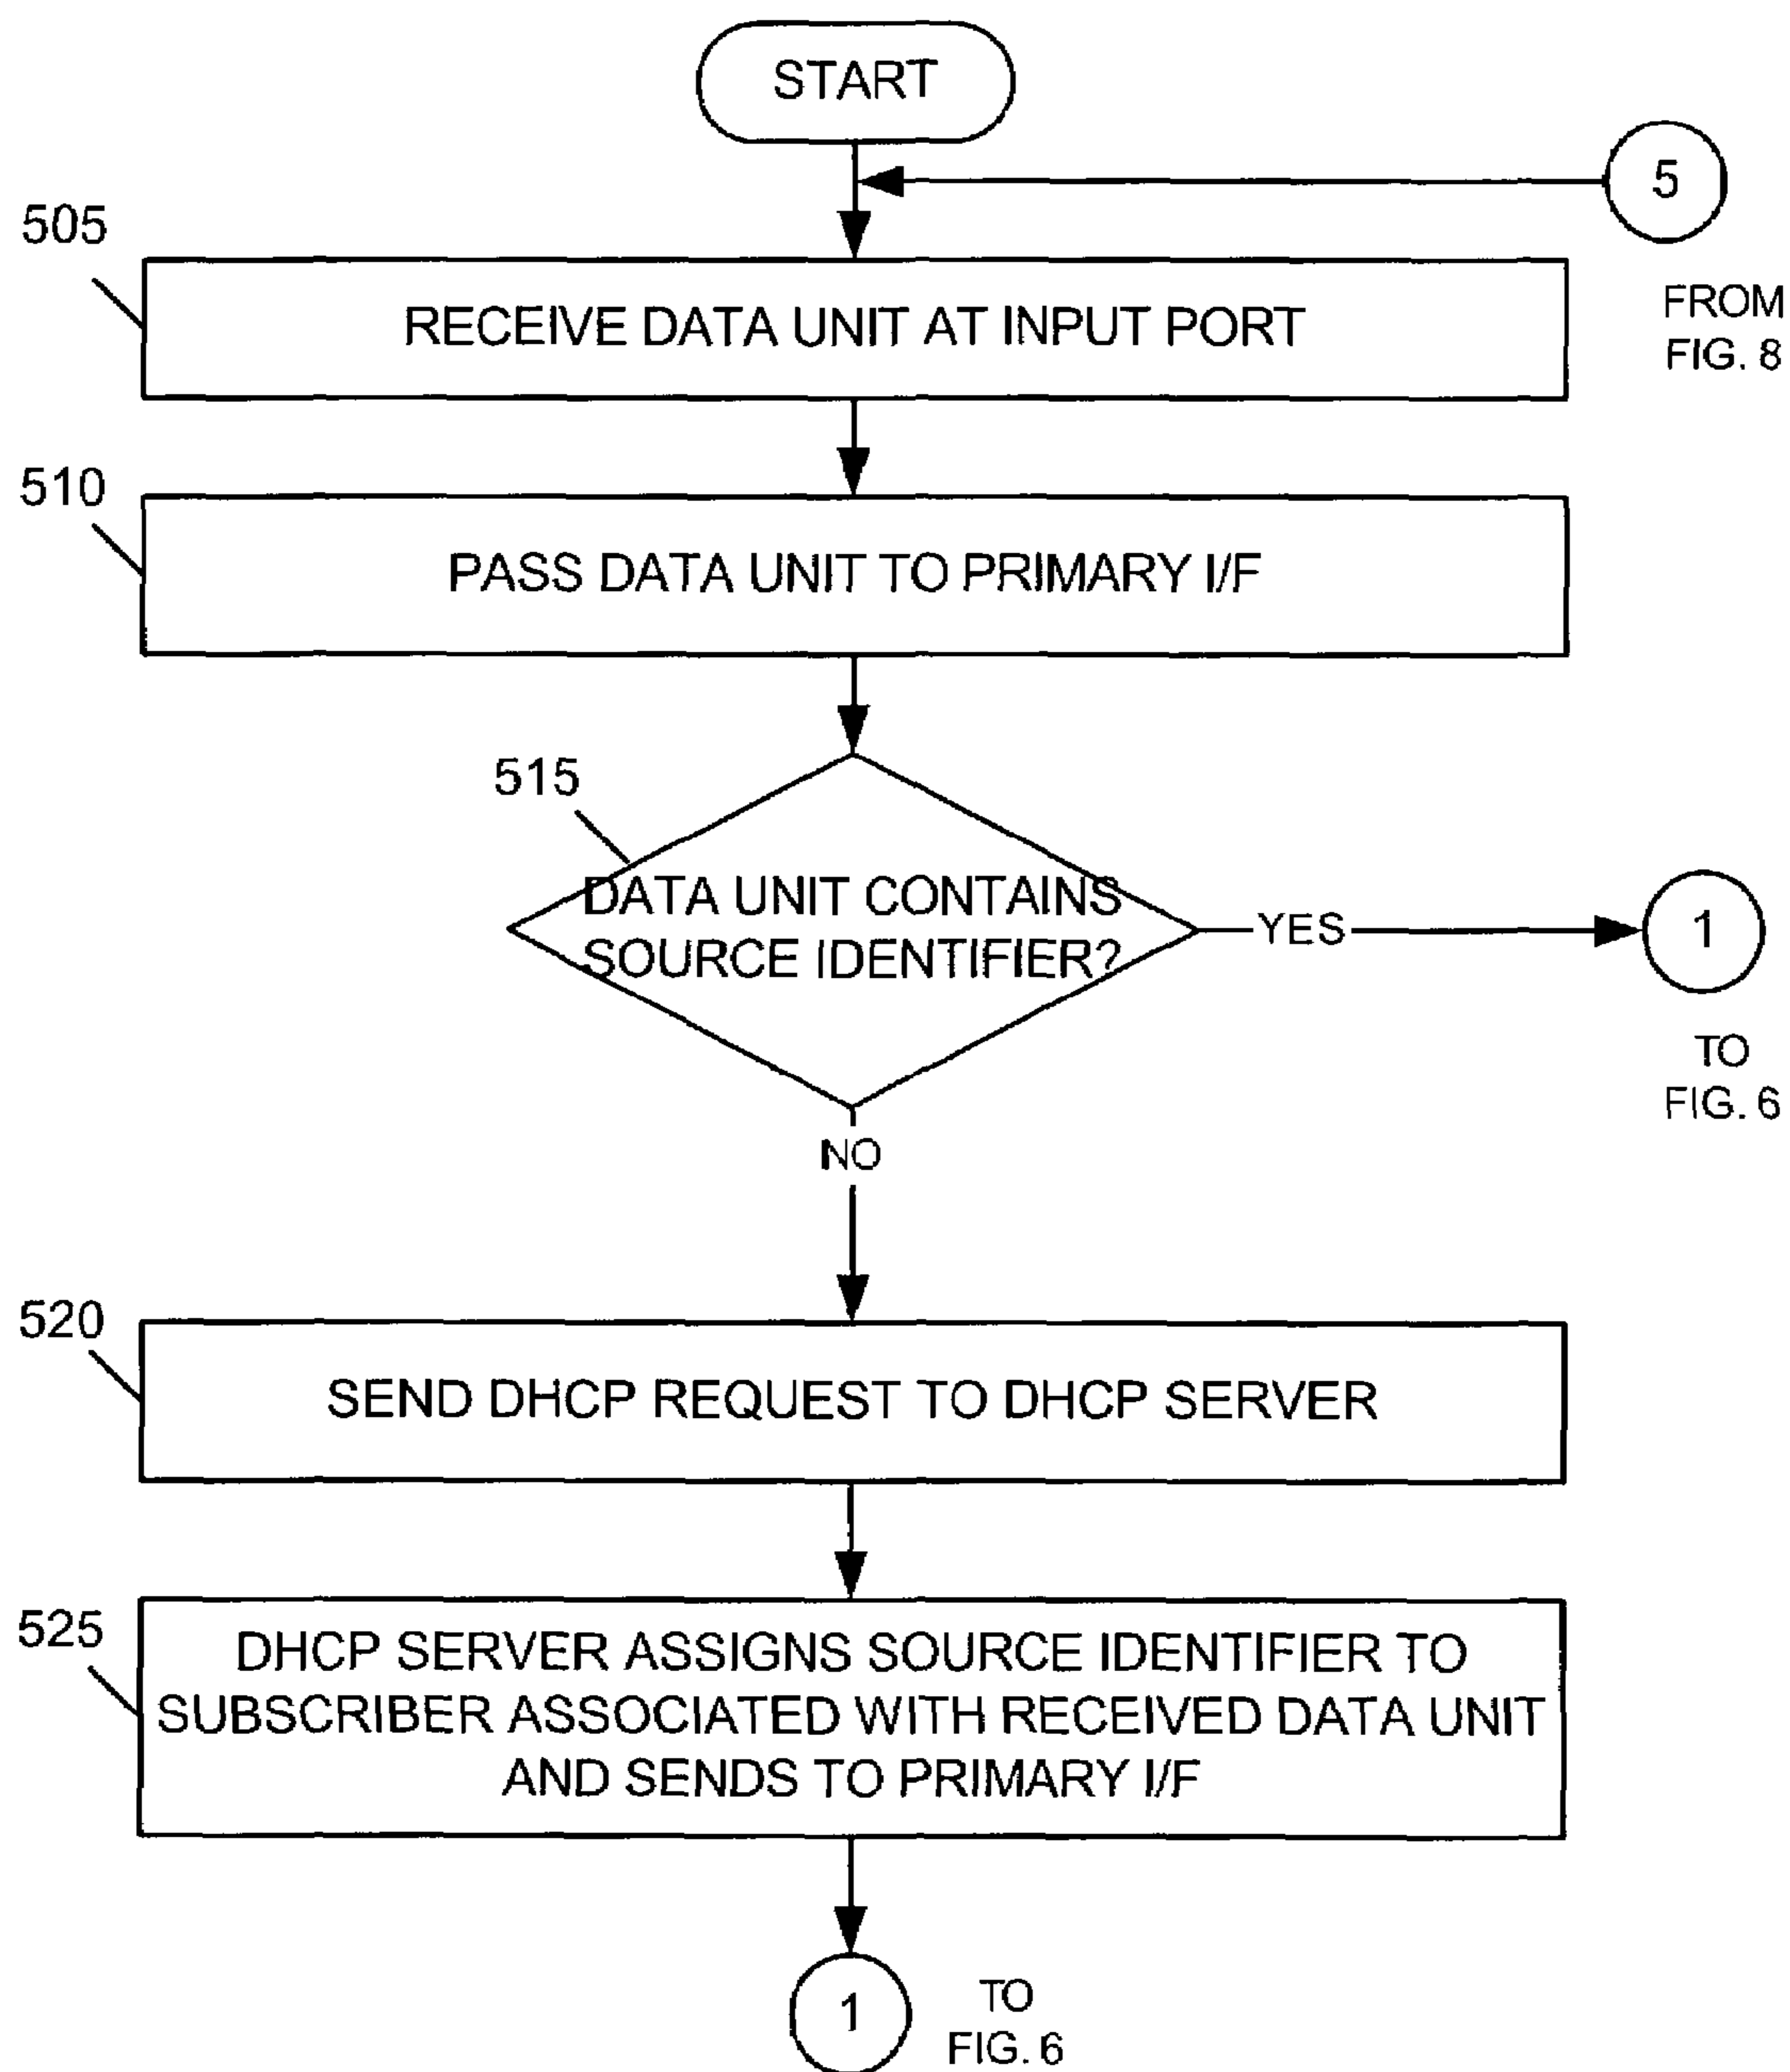 START
5
FROM
FIG. 8
505
RECEIVE DATA UNIT AT INPUT PORT
510
PASS DATA UNIT TO PRIMARY I/F
515
DATA UNIT CONTAINS
SOURCE IDENTIFIER?
YES
1
TO
FIG. 6
NO
520
SEND DHCP REQUEST TO DHCP SERVER
525
DHCP SERVER ASSIGNS SOURCE IDENTIFIER TO
SUBSCRIBER ASSOCIATED WITH RECEIVED DATA UNIT
AND SENDS TO PRIMARY I/F
1
TO
FIG. 6